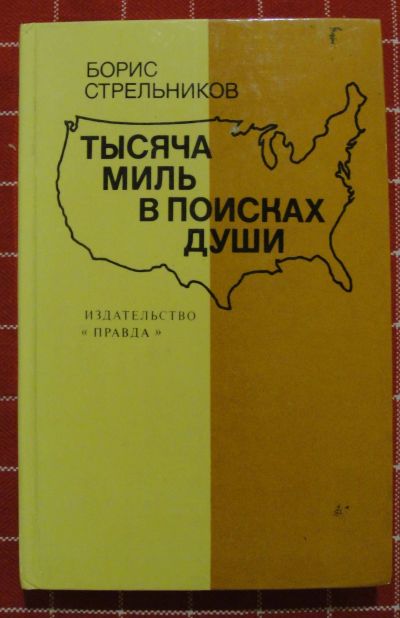 БОРИС
СТРЕЛЬНИКОВ
ТЫСЯЧА
МИЛЬ
В ПОИСКАХ
ДУШИ
ИЗДАТЕЛЬСТВО
« ПРАВДА »